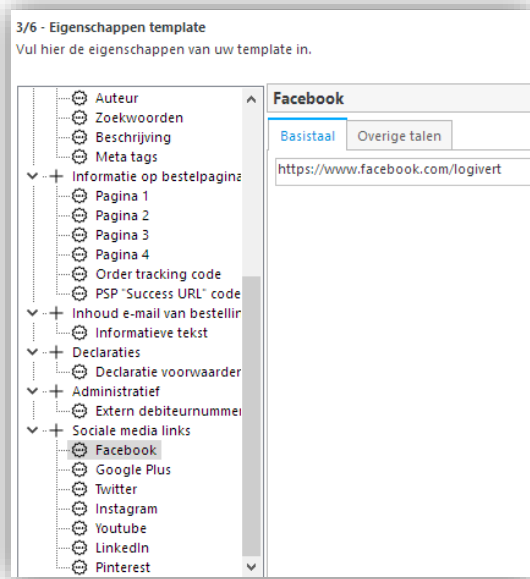 3/6 - Eigenschappen template
Vul hier de eigenschappen van uw template in.
Auteur
Zoekwoorden
Beschrijving
Meta tags
Informatie op bestelpagina
Pagina 1
Pagina 2
Pagina 3
Pagina 4
Order tracking code
PSP "Success URL" code
Inhoud e-mail van bestellin
Informatieve tekst
Declaraties
Declaratie voorwaarden
Administratief
Extern debiteurnummer
Sociale media links
Facebook
Google Plus
Twitter
Instagram
Youtube
LinkedIn
Pinterest
Facebook
Basistaal Overige talen
https://www.facebook.com/logivert